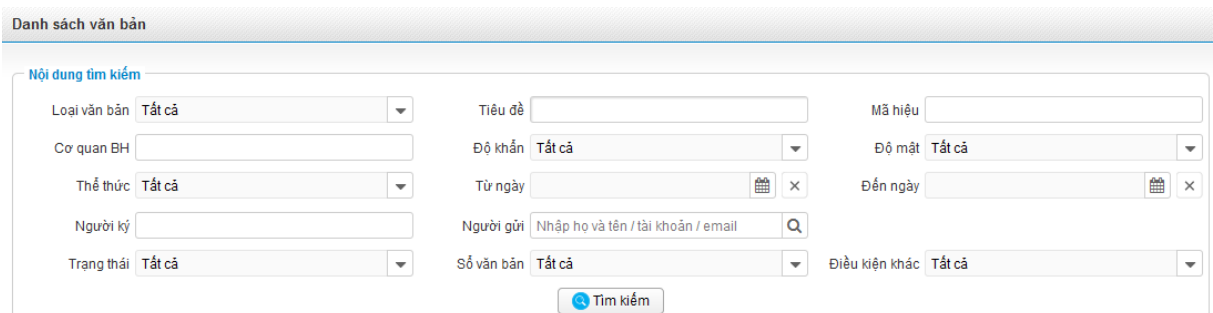 Danh sách văn bản
Nội dung tìm kiếm
Loại văn bản Tất cả Tiêu đề Mã hiệu
Cơ quan BH Độ khẩn Tất cả Độ mật Tất cả
Thể thức Tất cả Từ ngày Đến ngày
Người ký Người gửi Nhập họ và tên / tài khoản / email
Trạng thái Tất cả Sổ văn bản Tất cả Điều kiện khác Tất cả
Tìm kiếm